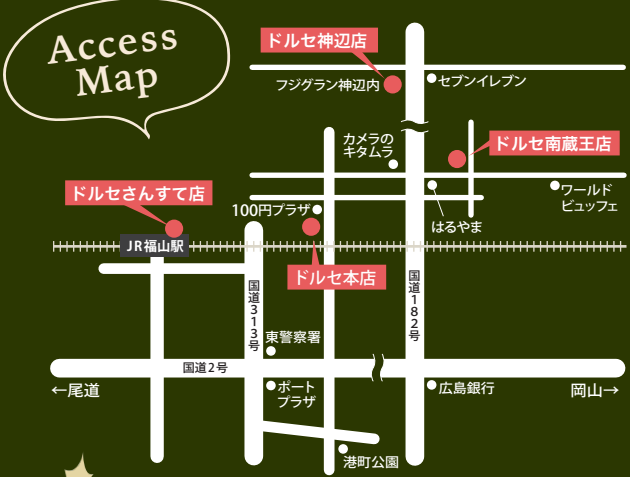 Access
Map
ドルセ神辺店
フジグラン神辺内
セブンイレブン
カメラの
キタムラ
ドルセ南蔵王店
ドルセさんすて店
100円プラザ
はるやま
ワールド
ビュッフェ
JR福山駅
ドルセ本店
国道313号
国道182号
東警察署
国道2号
←尾道
ポート
プラザ
広島銀行
岡山→
港町公園